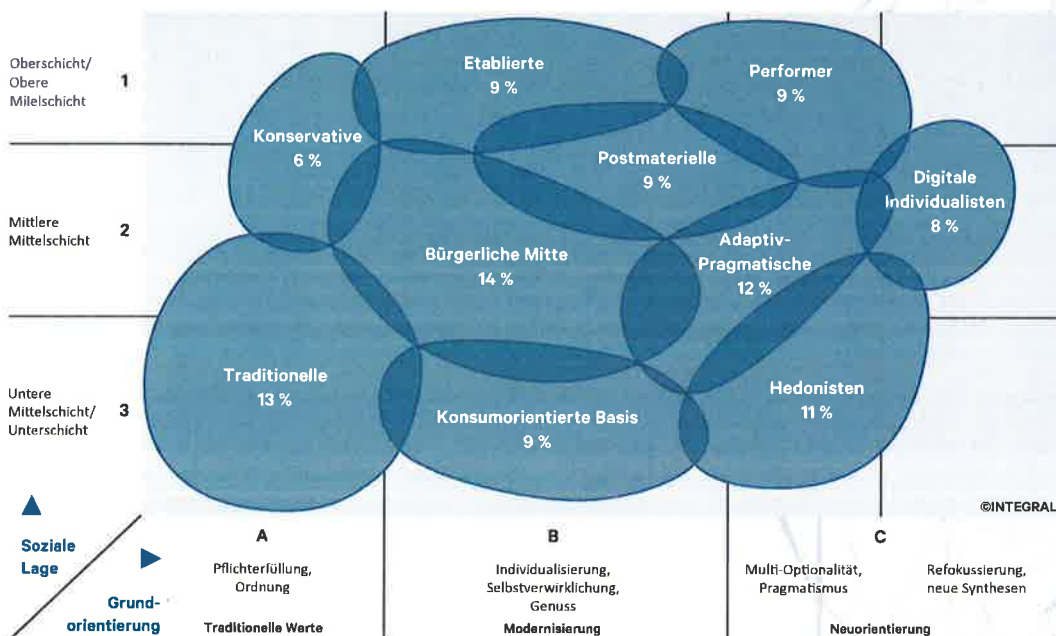 Oberschicht/
Obere
Milelschicht
1
Etablierte
9 %
Performer
9 %
Konservative
6 %
Postmaterielle
9 %
Digitale
Individualisten
8 %
Mittlere
Mittelschicht
2
Bürgerliche Mitte
14 %
Adaptiv-
Pragmatische
12 %
Untere
Mittelschicht/
Unterschicht
3
Traditionelle
13 %
Konsumorientierte Basis
9 %
Hedonisten
11 %
©INTEGRAL
Soziale
Lage
Grund-
orientierung
A
Pflichterfüllung,
Ordnung
Traditionelle Werte
B
Individualisierung,
Selbstverwirklichung,
Genuss
Modernisierung
C
Multi-Optionalität,
Pragmatismus
Refokussierung,
neue Synthesen
Neuorientierung